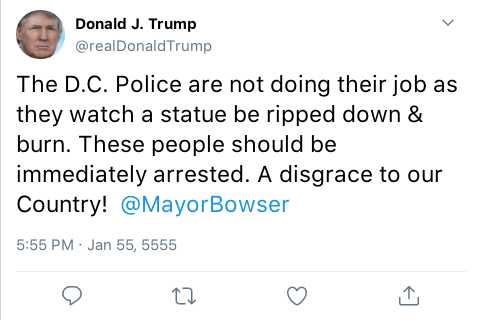 Donald J. Trump
@realDonaldTrump
The D.C. Police are not doing their job as
they watch a statue be ripped down &
burn. These people should be
immediately arrested. A disgrace to our
Country! @MayorBowser
5:55 PM · Jan 55, 5555